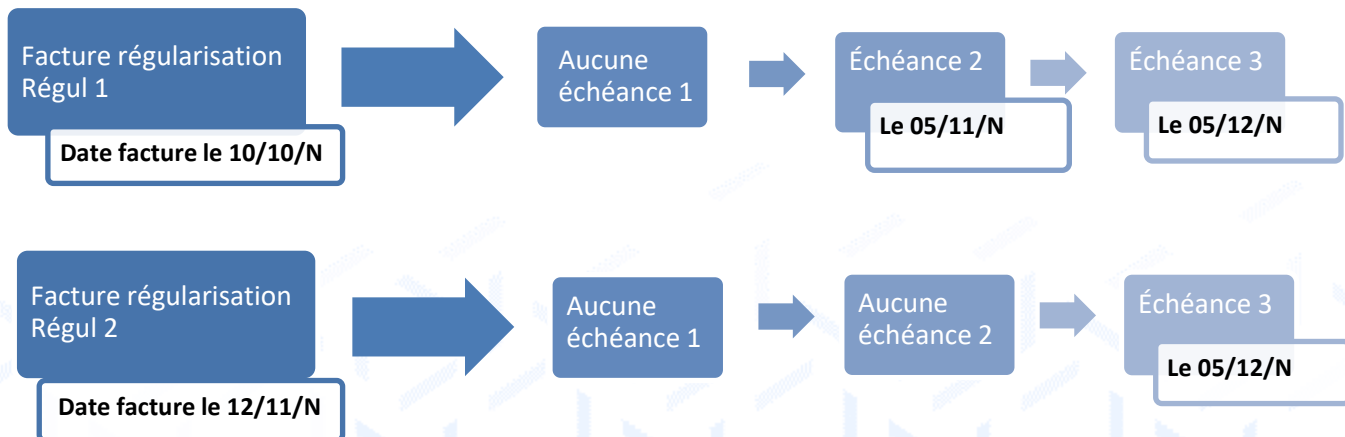 Facture régularisation
Régul 1
Date facture le 10/10/N
Aucune
échéance 1
Échéance 2
Le 05/11/N
Échéance 3
Le 05/12/N
Facture régularisation
Régul 2
Date facture le 12/11/N
Aucune
échéance 1
Aucune
échéance 2
Échéance 3
Le 05/12/N